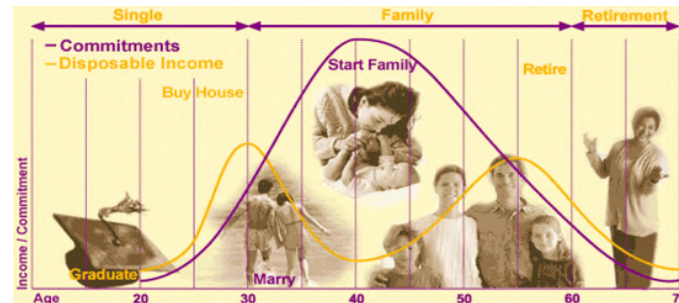 Single Family Retirement
Commitments
Disposable Income
Start Family
Retire
Buy House
Income / Commitment
Graduate
Marry
Age 20 30 40 50 60 7